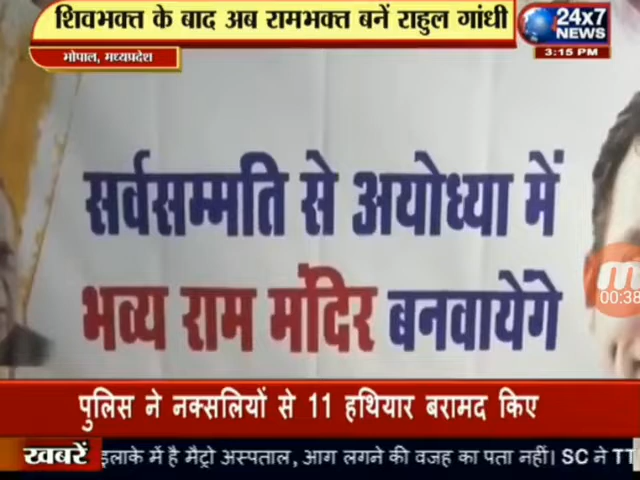 शिवभक्त के बाद अब रामभक्त बनें राहुल गांधी
24x7
NEWS
3:15 PM
भोपाल, मध्यप्रदेश
सर्वसम्मति से अयोध्या में
भव्य राम मंदिर बनवायेंगे
00:38
पुलिस ने नक्सलियों से 11 हथियार बरामद किए
खबरें इलाके में है मैट्रो अस्पताल, आग लगने की वजह का पता नहीं। SC ने